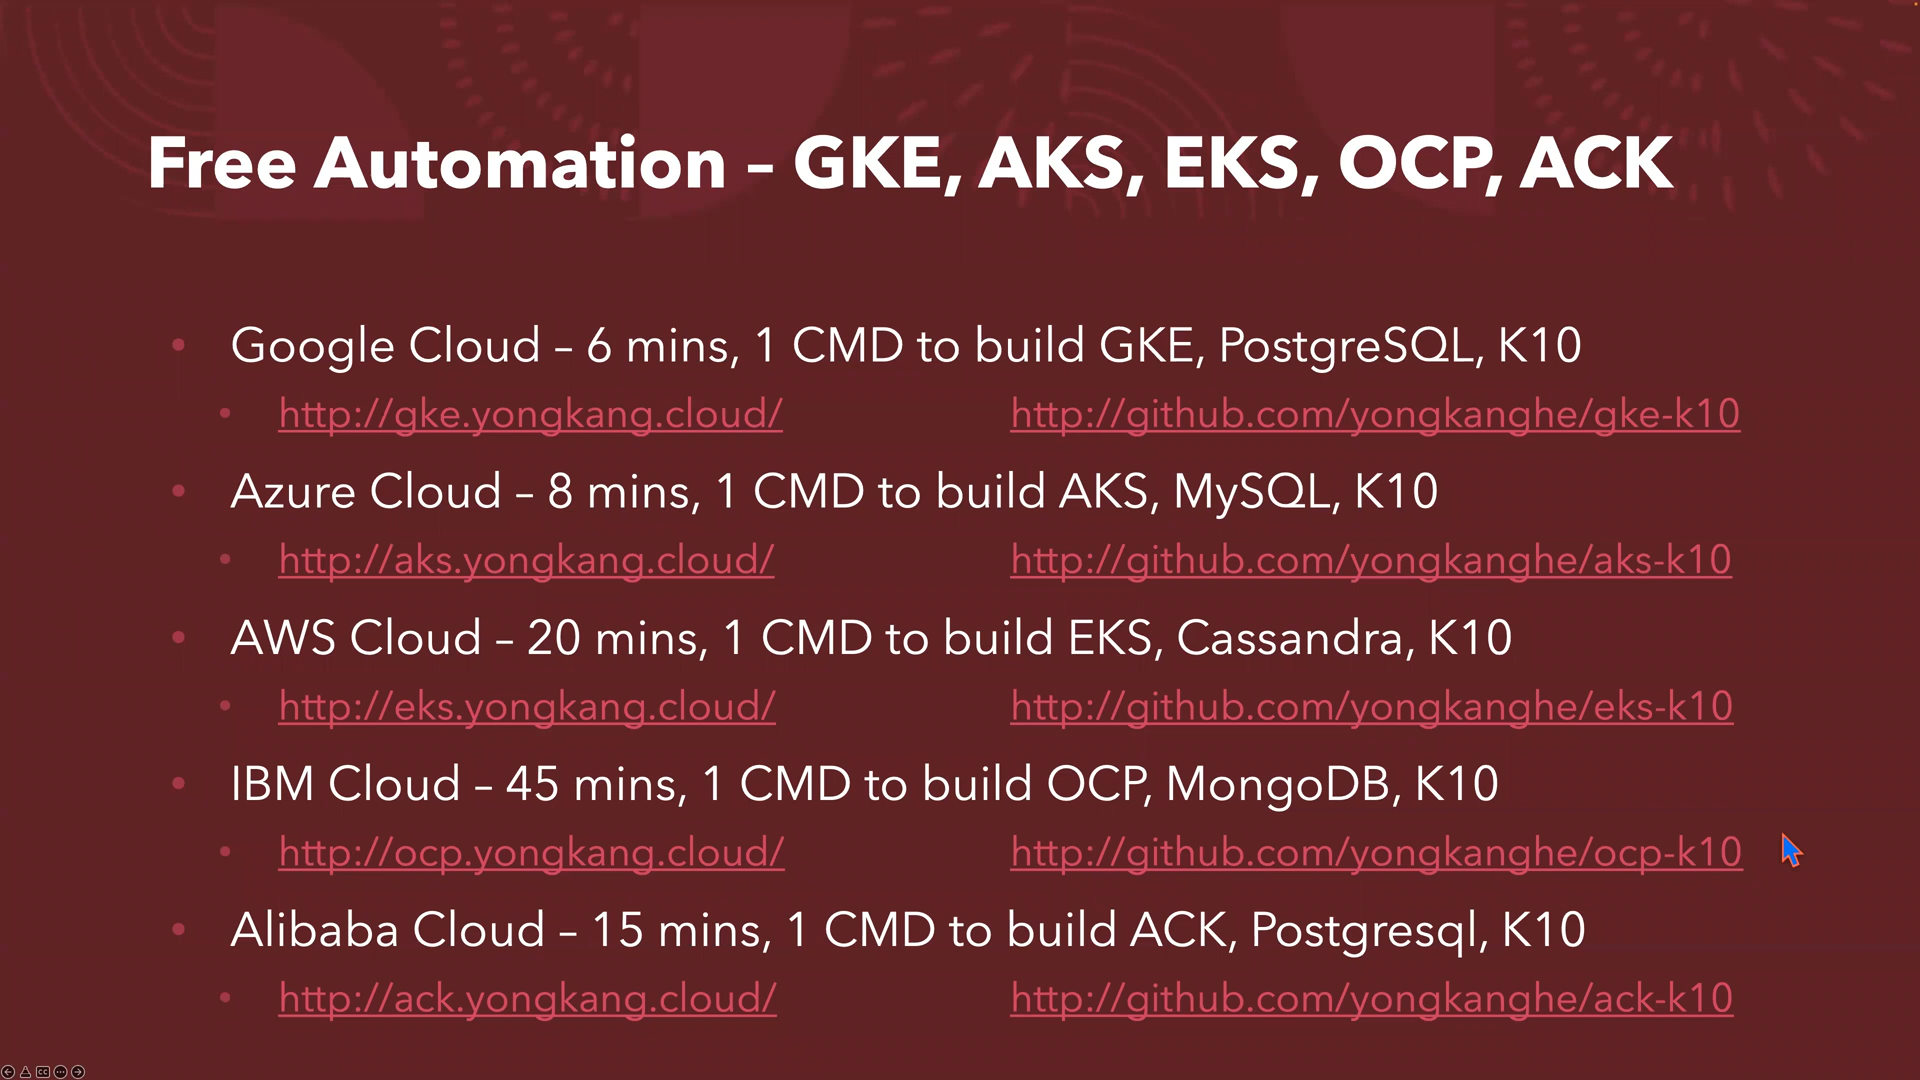 Free Automation – GKE, AKS, EKS, OCP, ACK
• Google Cloud – 6 mins, 1 CMD to build GKE, PostgreSQL, K10
• http://gke.yongkang.cloud/ http://github.com/yongkanghe/gke-k10
• Azure Cloud – 8 mins, 1 CMD to build AKS, MySQL, K10
• http://aks.yongkang.cloud/ http://github.com/yongkanghe/aks-k10
• AWS Cloud – 20 mins, 1 CMD to build EKS, Cassandra, K10
• http://eks.yongkang.cloud/ http://github.com/yongkanghe/eks-k10
• IBM Cloud – 45 mins, 1 CMD to build OCP, MongoDB, K10
• http://ocp.yongkang.cloud/ http://github.com/yongkanghe/ocp-k10
• Alibaba Cloud – 15 mins, 1 CMD to build ACK, Postgresql, K10
• http://ack.yongkang.cloud/ http://github.com/yongkanghe/ack-k10